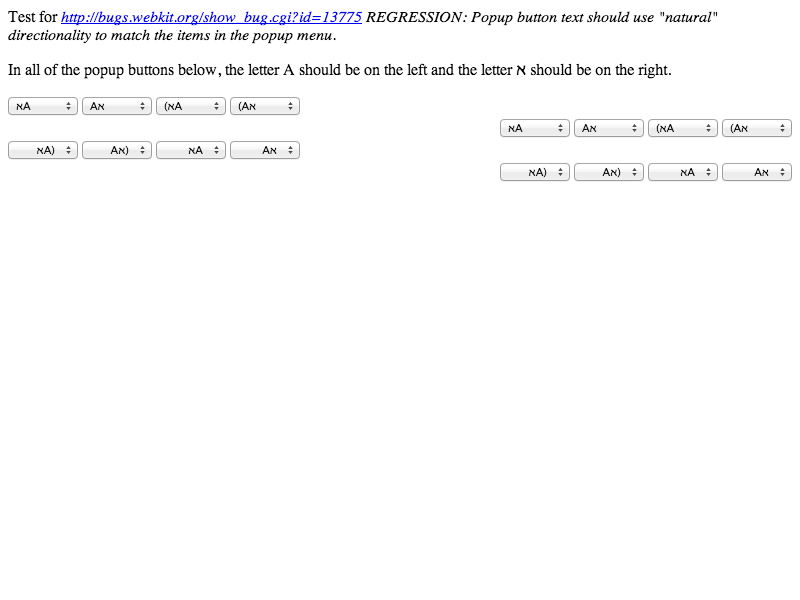 Test for http://bugs.webkit.org/show_bug.cgi?id=13775 REGRESSION: Popup button text should use "natural"
directionality to match the items in the popup menu.
In all of the popup buttons below, the letter A should be on the left and the letter א should be on the right.
אA Aא (אA (Aא
אA Aא (אA (Aא
אA) Aא) אA Aא
אA) Aא) אA Aא